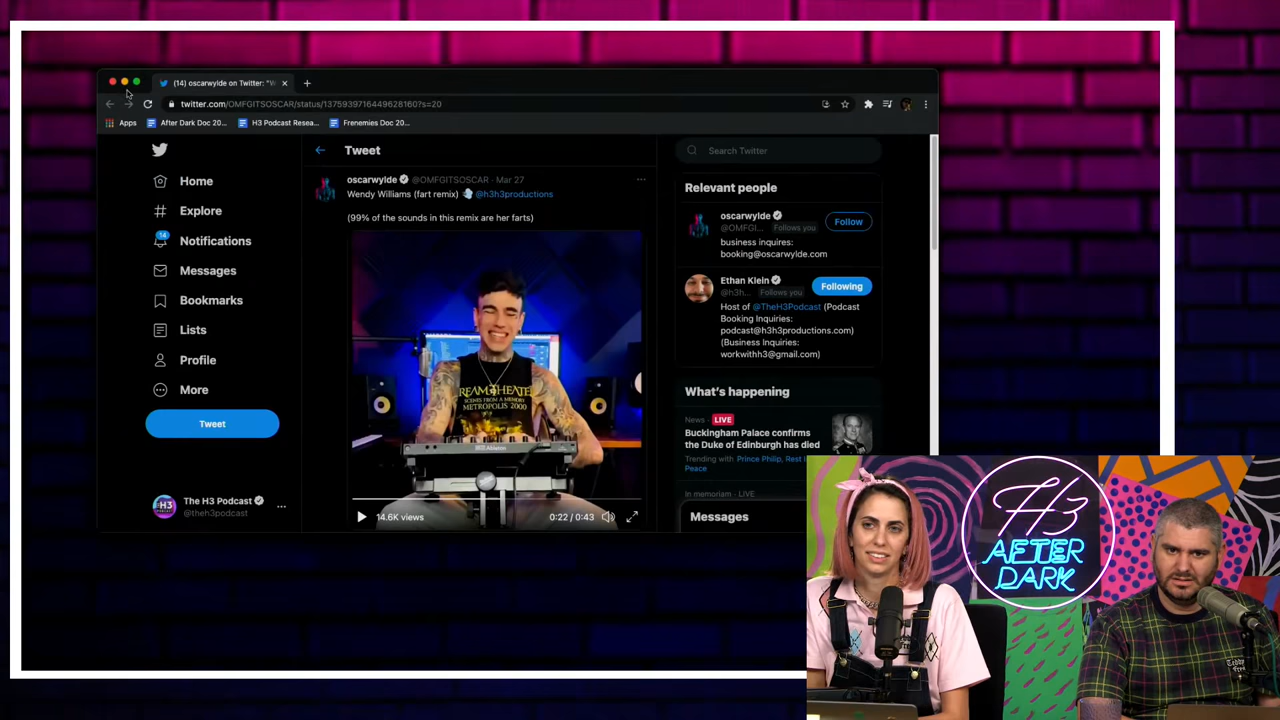 (14) oscarwylde on Twitter: "W
twitter.com/OMFGITSOSCAR/status/1375939716449628160?s=20
Apps
After Dark Doc 20...
H3 Podcast Resea...
Frenemies Doc 20...
Home
Explore
14
Notifications
Messages
Bookmarks
Lists
Profile
More
Tweet
The H3 Podcast
@theh3podcast
Tweet
oscarwylde @OMFGITSOSCAR · Mar 27
Wendy Williams (fart remix) @h3h3productions
(99% of the sounds in this remix are her farts)
METROPOLIS 2000
Ableton
14.6K views
0:22 / 0:43
Search Twitter
Relevant people
oscarwylde
@OMFGI... Follows you
Follow
business inquires:
booking@oscarwylde.com
Ethan Klein
@h3h... Follows you
Following
Host of @TheH3Podcast (Podcast
Booking Inquiries:
podcast@h3h3productions.com)
(Business Inquiries:
workwithh3@gmail.com)
What's happening
News · LIVE
Buckingham Palace confirms
the Duke of Edinburgh has died
Trending with Prince Philip, Rest I
Peace
In memoriam · LIVE
Messages
H3
AFTER
DARK